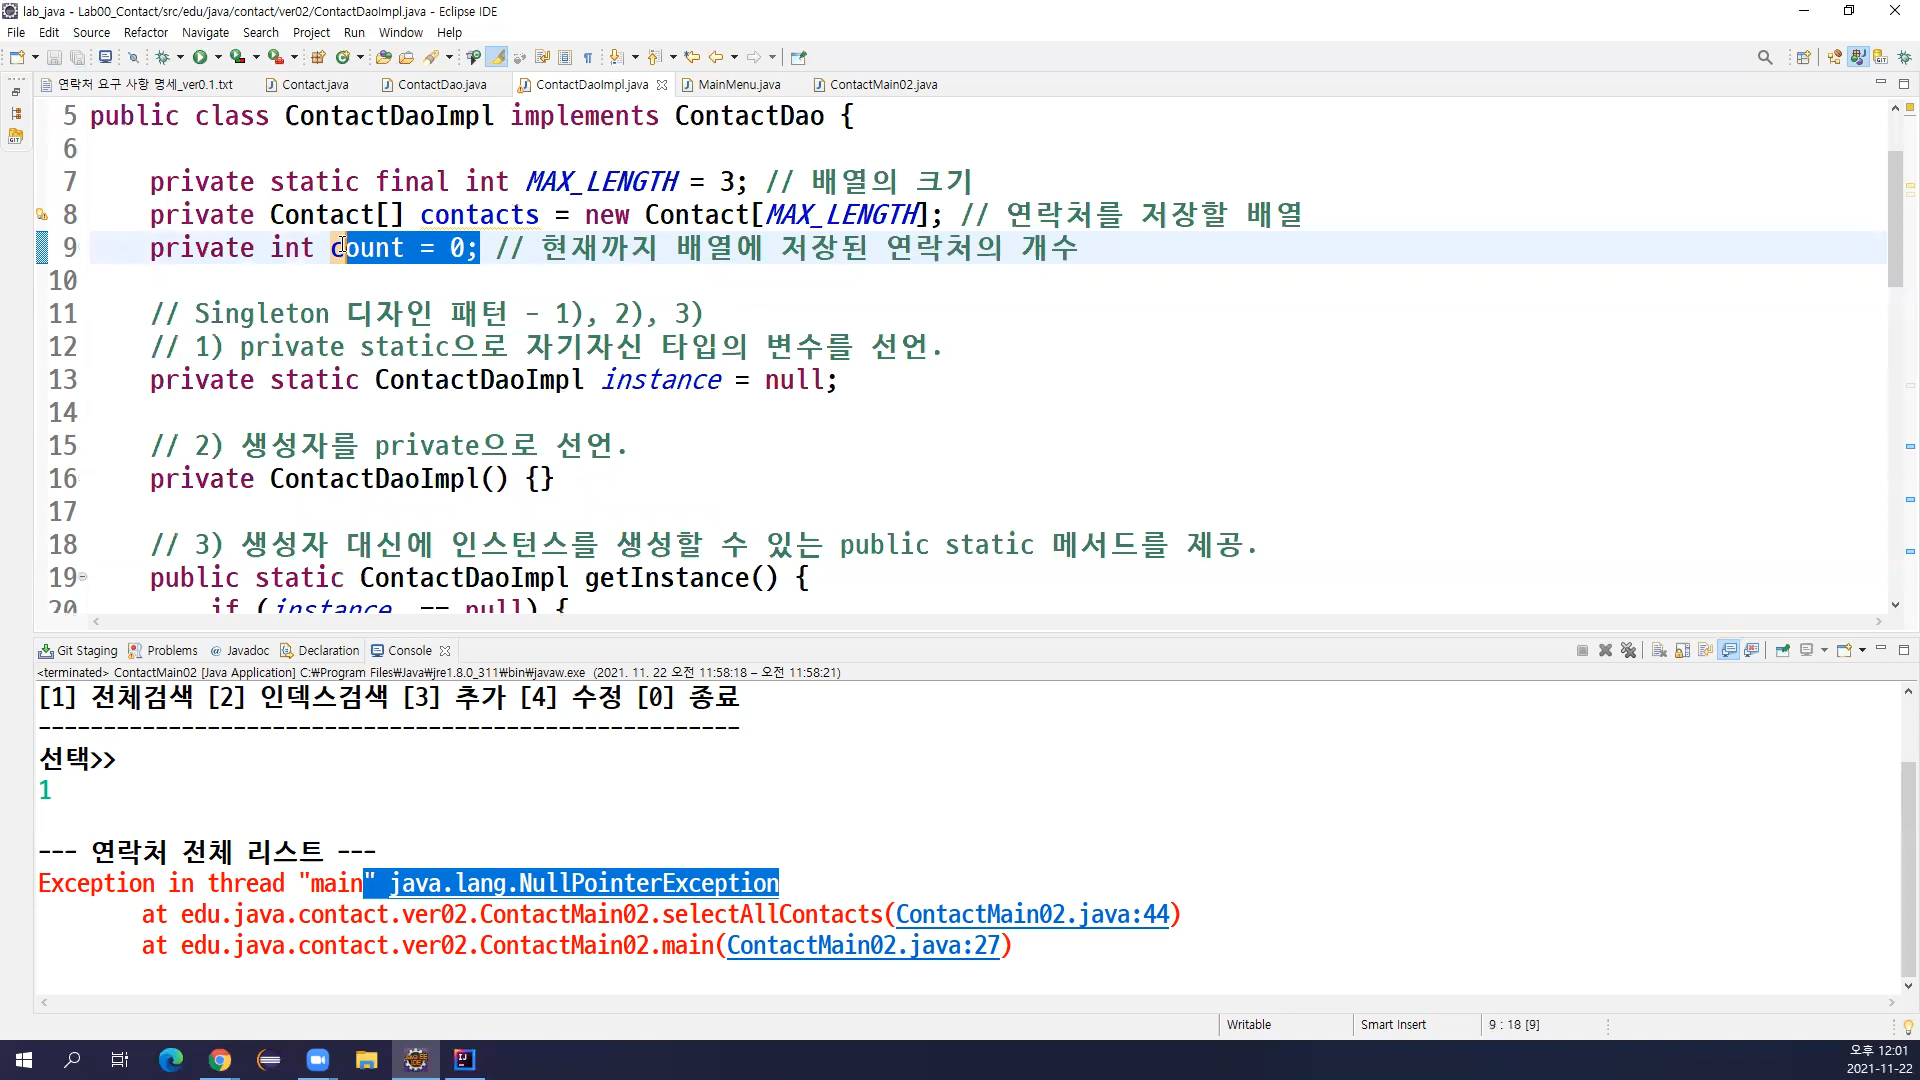 lab_java - Lab00_Contact/src/edu/java/contact/ver02/ContactDaoImpl.java - Eclipse IDE
File Edit Source Refactor Navigate Search Project Run Window Help
연락처 요구 사항 명세_ver0.1.txt Contact.java ContactDao.java ContactDaoImpl.java MainMenu.java ContactMain02.java
5 public class ContactDaoImpl implements ContactDao {
6
7 private static final int MAX_LENGTH = 3; // 배열의 크기
8 private Contact[] contacts = new Contact[MAX_LENGTH]; // 연락처를 저장할 배열
9 private int count = 0; // 현재까지 배열에 저장된 연락처의 개수
10
11 // Singleton 디자인 패턴 - 1), 2), 3)
12 // 1) private static으로 자기자신 타입의 변수를 선언.
13 private static ContactDaoImpl instance = null;
14
15 // 2) 생성자를 private으로 선언.
16 private ContactDaoImpl() {}
17
18 // 3) 생성자 대신에 인스턴스를 생성할 수 있는 public static 메서드를 제공.
19 public static ContactDaoImpl getInstance() {
20 if (instance == null) {
Git Staging Problems @ Javadoc Declaration Console
<terminated> ContactMain02 [Java Application] C:₩Program Files₩Java₩jre1.8.0_311₩bin₩javaw.exe (2021. 11. 22 오전 11:58:18 – 오전 11:58:21)
[1] 전체검색 [2] 인덱스검색 [3] 추가 [4] 수정 [0] 종료
------------------------------------------------------
선택>>
1
--- 연락처 전체 리스트 ---
Exception in thread "main" java.lang.NullPointerException
at edu.java.contact.ver02.ContactMain02.selectAllContacts(ContactMain02.java:44)
at edu.java.contact.ver02.ContactMain02.main(ContactMain02.java:27)
Writable Smart Insert 9 : 18 [9]
오후 12:01
2021-11-22